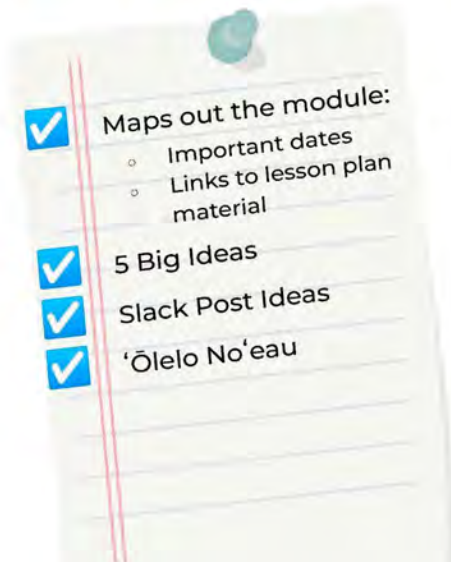 Maps out the module:
Important dates
Links to lesson plan
material
5 Big Ideas
Slack Post Ideas
ʻŌlelo Noʻeau